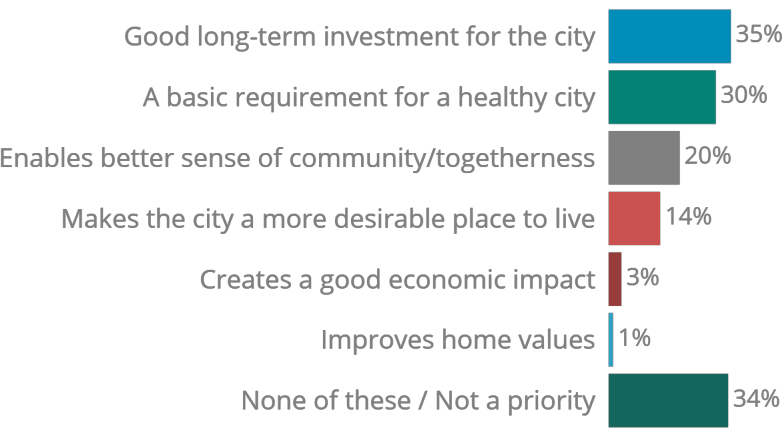 Good long-term investment for the city 35%
A basic requirement for a healthy city 30%
Enables better sense of community/togetherness 20%
Makes the city a more desirable place to live 14%
Creates a good economic impact 3%
Improves home values 1%
None of these / Not a priority 34%